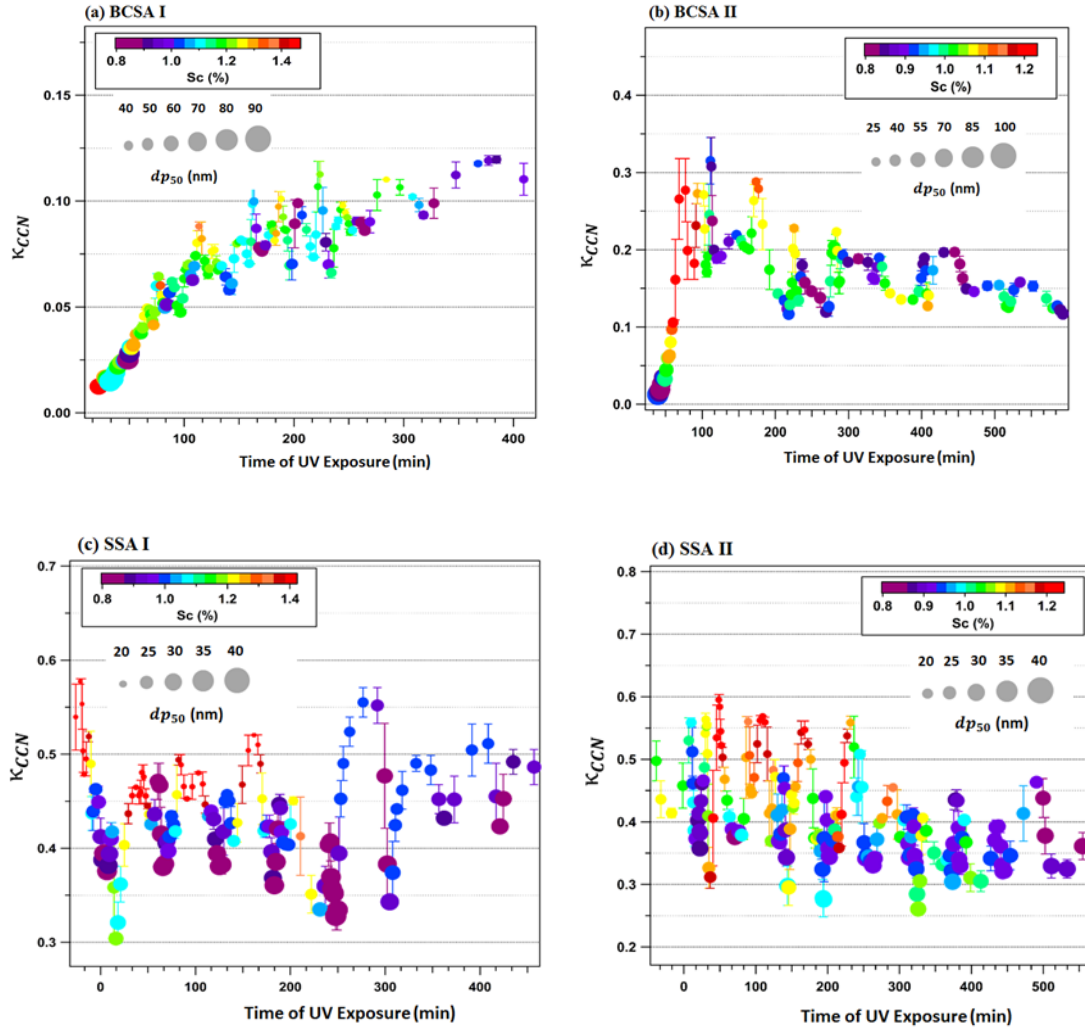 (a) BCSA I
0.8 1.0 1.2 1.4
Sc (%)
40 50 60 70 80 90
dp50 (nm)
0.15
0.10
0.05
0.00
κCCN
100 200 300 400
Time of UV Exposure (min)
(b) BCSA II
0.8 0.9 1.0 1.1 1.2
Sc (%)
25 40 55 70 85 100
dp50 (nm)
0.4
0.3
0.2
0.1
0.0
κCCN
0 100 200 300 400 500
Time of UV Exposure (min)
(c) SSA I
0.8 1.0 1.2 1.4
Sc (%)
20 25 30 35 40
dp50 (nm)
0.7
0.6
0.5
0.4
0.3
κCCN
0 100 200 300 400
Time of UV Exposure (min)
(d) SSA II
0.8 0.9 1.0 1.1 1.2
Sc (%)
20 25 30 35 40
dp50 (nm)
0.8
0.7
0.6
0.5
0.4
0.3
0.2
κCCN
0 100 200 300 400 500
Time of UV Exposure (min)